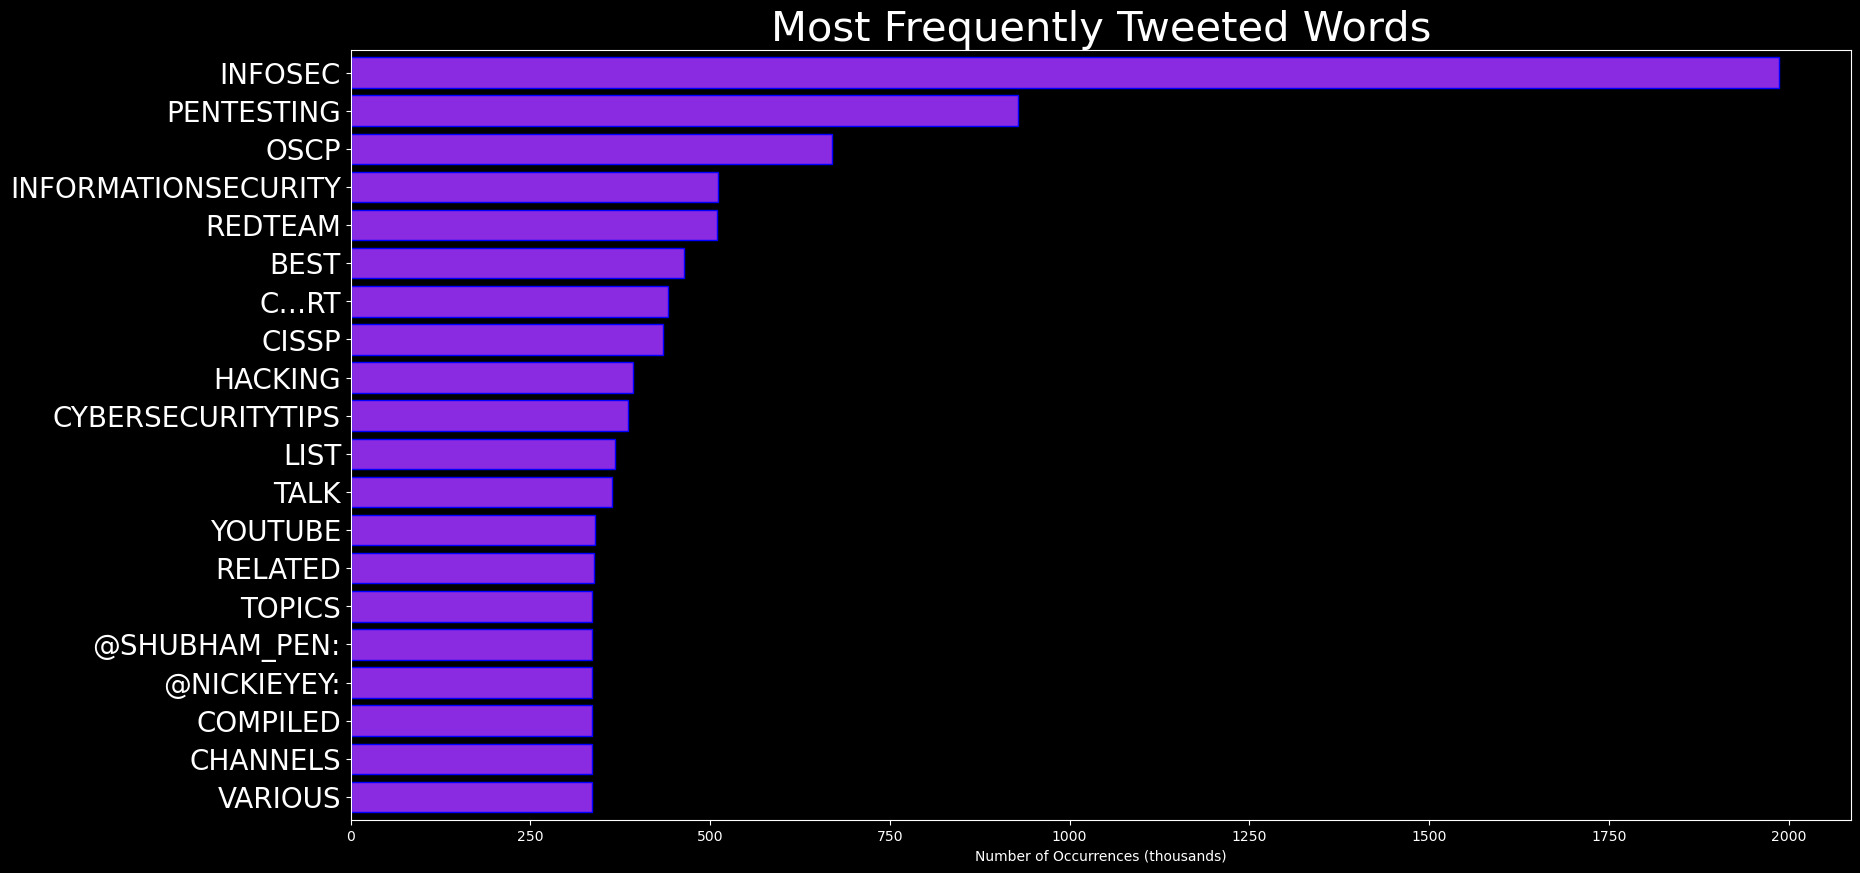 Most Frequently Tweeted Words
INFOSEC
PENTESTING
OSCP
INFORMATIONSECURITY
REDTEAM
BEST
C…RT
CISSP
HACKING
CYBERSECURITYTIPS
LIST
TALK
YOUTUBE
RELATED
TOPICS
@SHUBHAM_PEN:
@NICKIEYEY:
COMPILED
CHANNELS
VARIOUS
0 250 500 750 1000 1250 1500 1750 2000
Number of Occurrences (thousands)